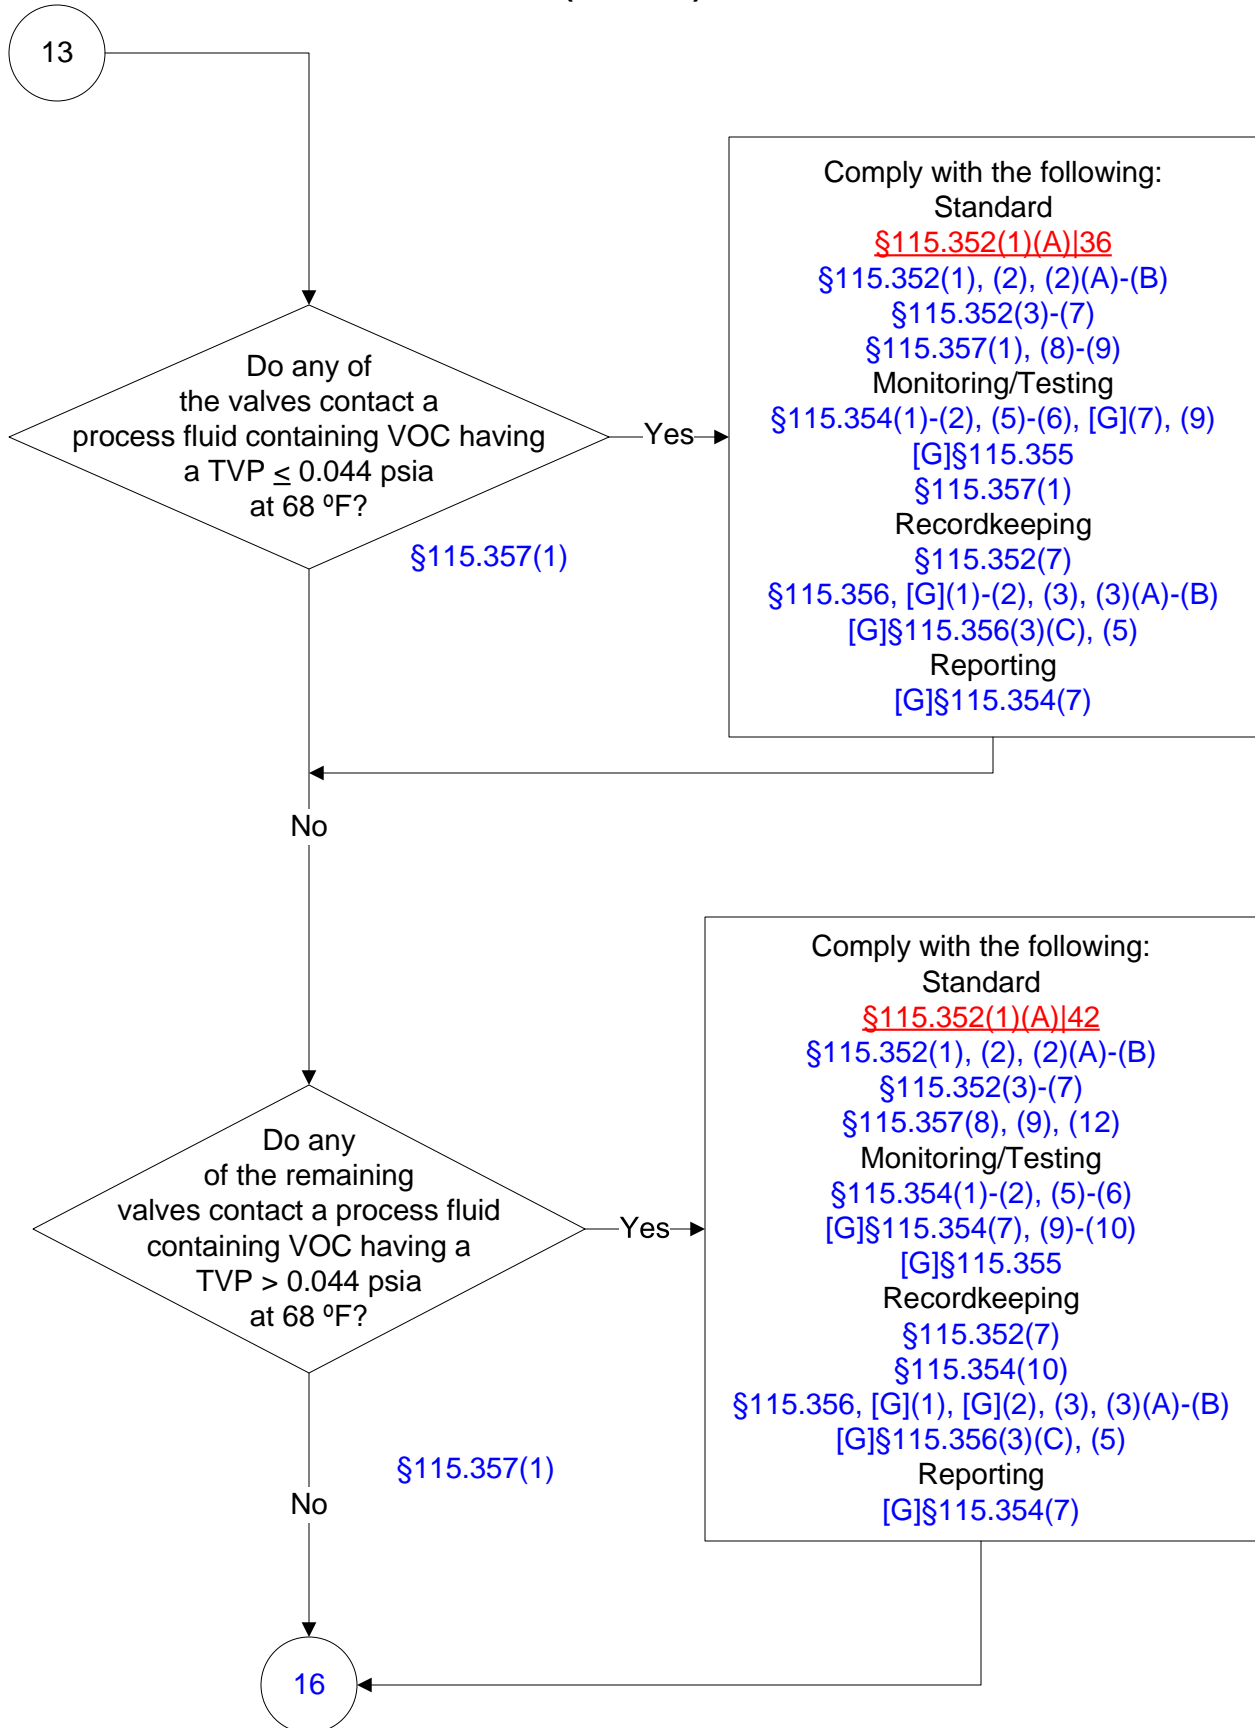 13
Comply with the following:
Standard
§115.352(1)(A)|36
§115.352(1), (2), (2)(A)-(B)
§115.352(3)-(7)
§115.357(1), (8)-(9)
Monitoring/Testing
§115.354(1)-(2), (5)-(6), [G](7), (9)
[G]§115.355
§115.357(1)
Recordkeeping
§115.352(7)
§115.356, [G](1)-(2), (3), (3)(A)-(B)
[G]§115.356(3)(C), (5)
Reporting
[G]§115.354(7)
Do any of
the valves contact a
process fluid containing VOC having
a TVP ≤ 0.044 psia
at 68 ºF?
Yes
§115.357(1)
No
Comply with the following:
Standard
§115.352(1)(A)|42
§115.352(1), (2), (2)(A)-(B)
§115.352(3)-(7)
§115.357(8), (9), (12)
Monitoring/Testing
§115.354(1)-(2), (5)-(6)
[G]§115.354(7), (9)-(10)
[G]§115.355
Recordkeeping
§115.352(7)
§115.354(10)
§115.356, [G](1), [G](2), (3), (3)(A)-(B)
[G]§115.356(3)(C), (5)
Reporting
[G]§115.354(7)
Do any
of the remaining
valves contact a process fluid
containing VOC having a
TVP > 0.044 psia
at 68 ºF?
Yes
§115.357(1)
No
16